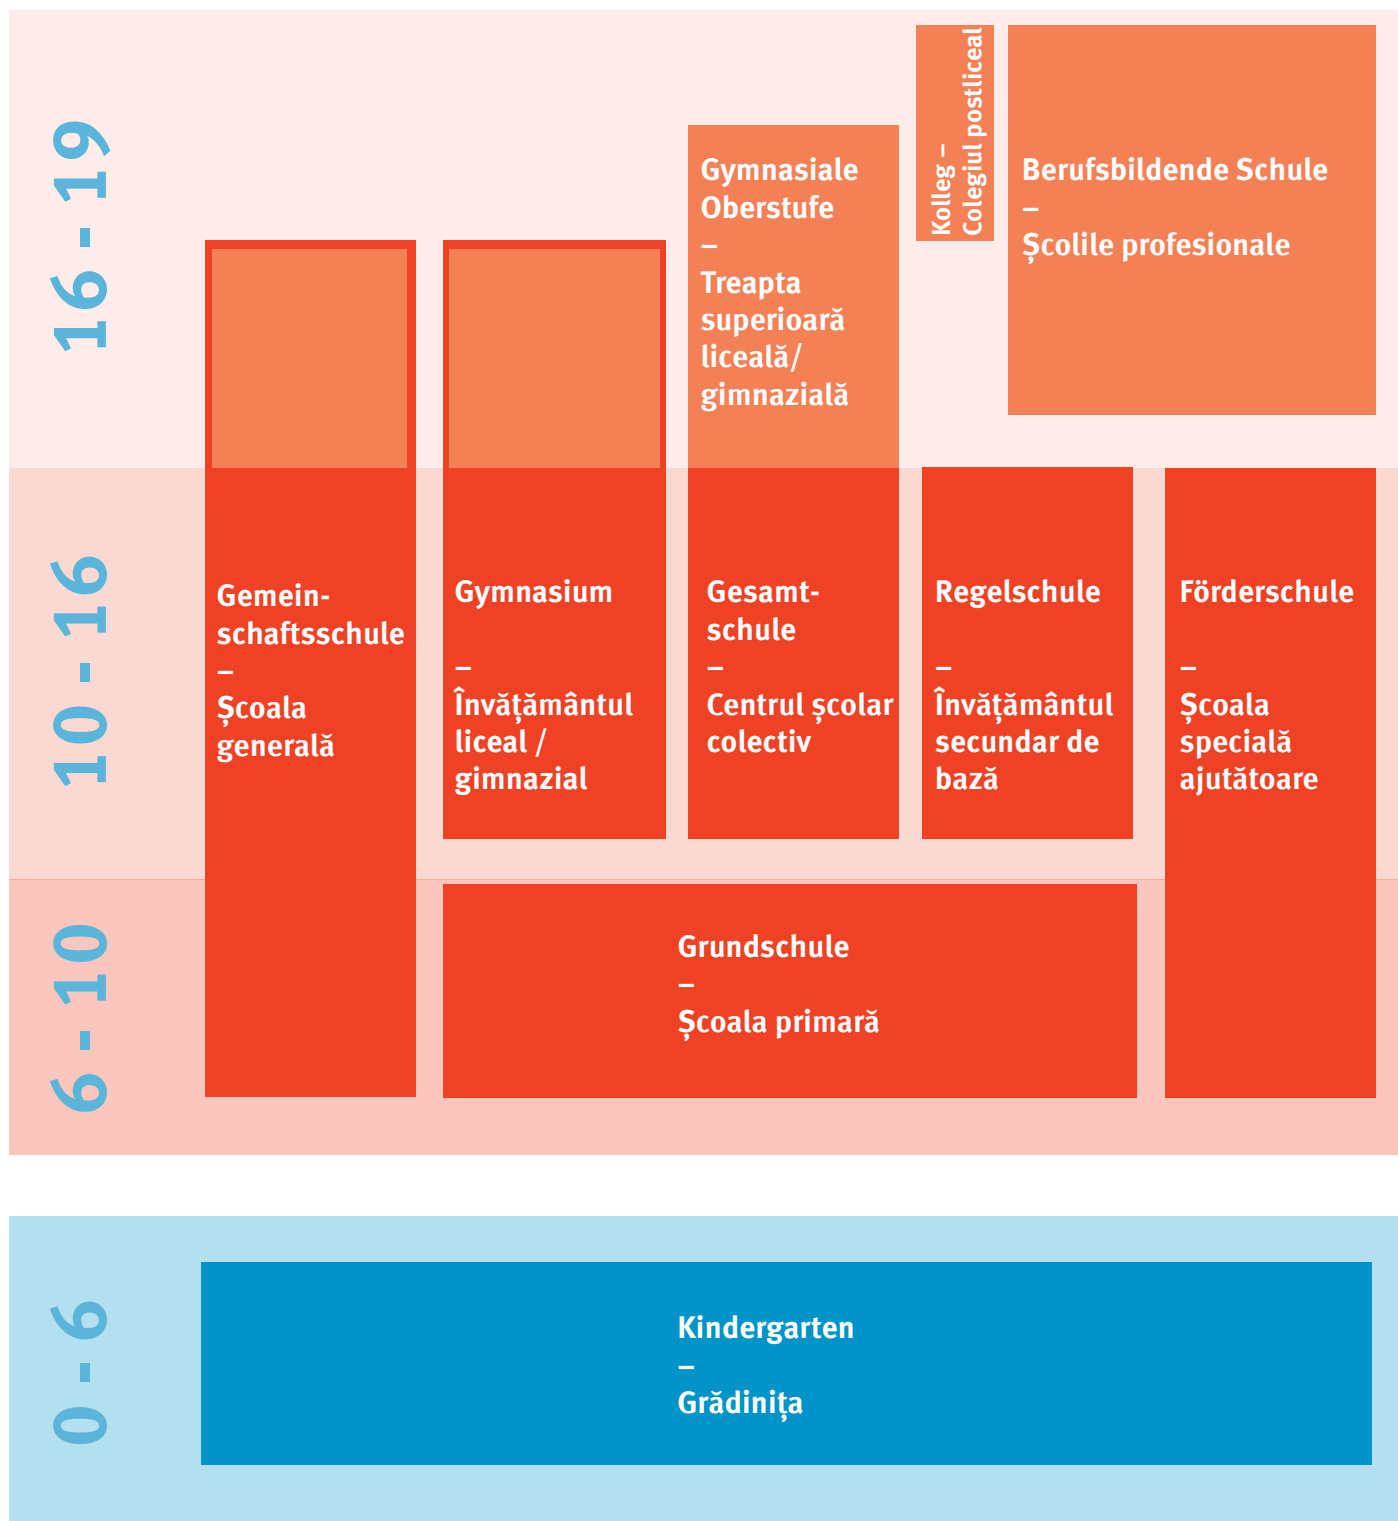 16 - 19
Gymnasiale
Oberstufe
–
Treapta
superioară
liceală/
gimnazială
Kolleg –
Colegiul postliceal
Berufsbildende Schule
–
Școlile profesionale
10 - 16
Gemein-
schaftsschule
–
Școala
generală
Gymnasium
–
Învățământul
liceal /
gimnazial
Gesamt-
schule
–
Centrul școlar
colectiv
Regelschule
–
Învățământul
secundar de
bază
Förderschule
–
Școala
specială
ajutătoare
6 - 10
Grundschule
–
Școala primară
0 - 6
Kindergarten
–
Grădinița